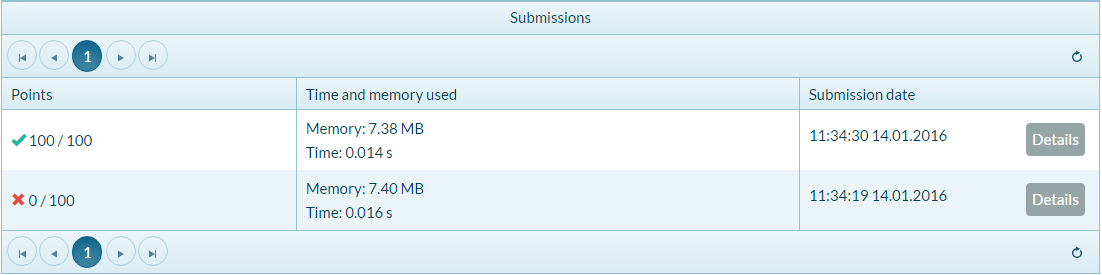 Submissions
1
Points Time and memory used Submission date
100 / 100 Memory: 7.38 MB 11:34:30 14.01.2016 Details
Time: 0.014 s
0 / 100 Memory: 7.40 MB 11:34:19 14.01.2016 Details
Time: 0.016 s
1